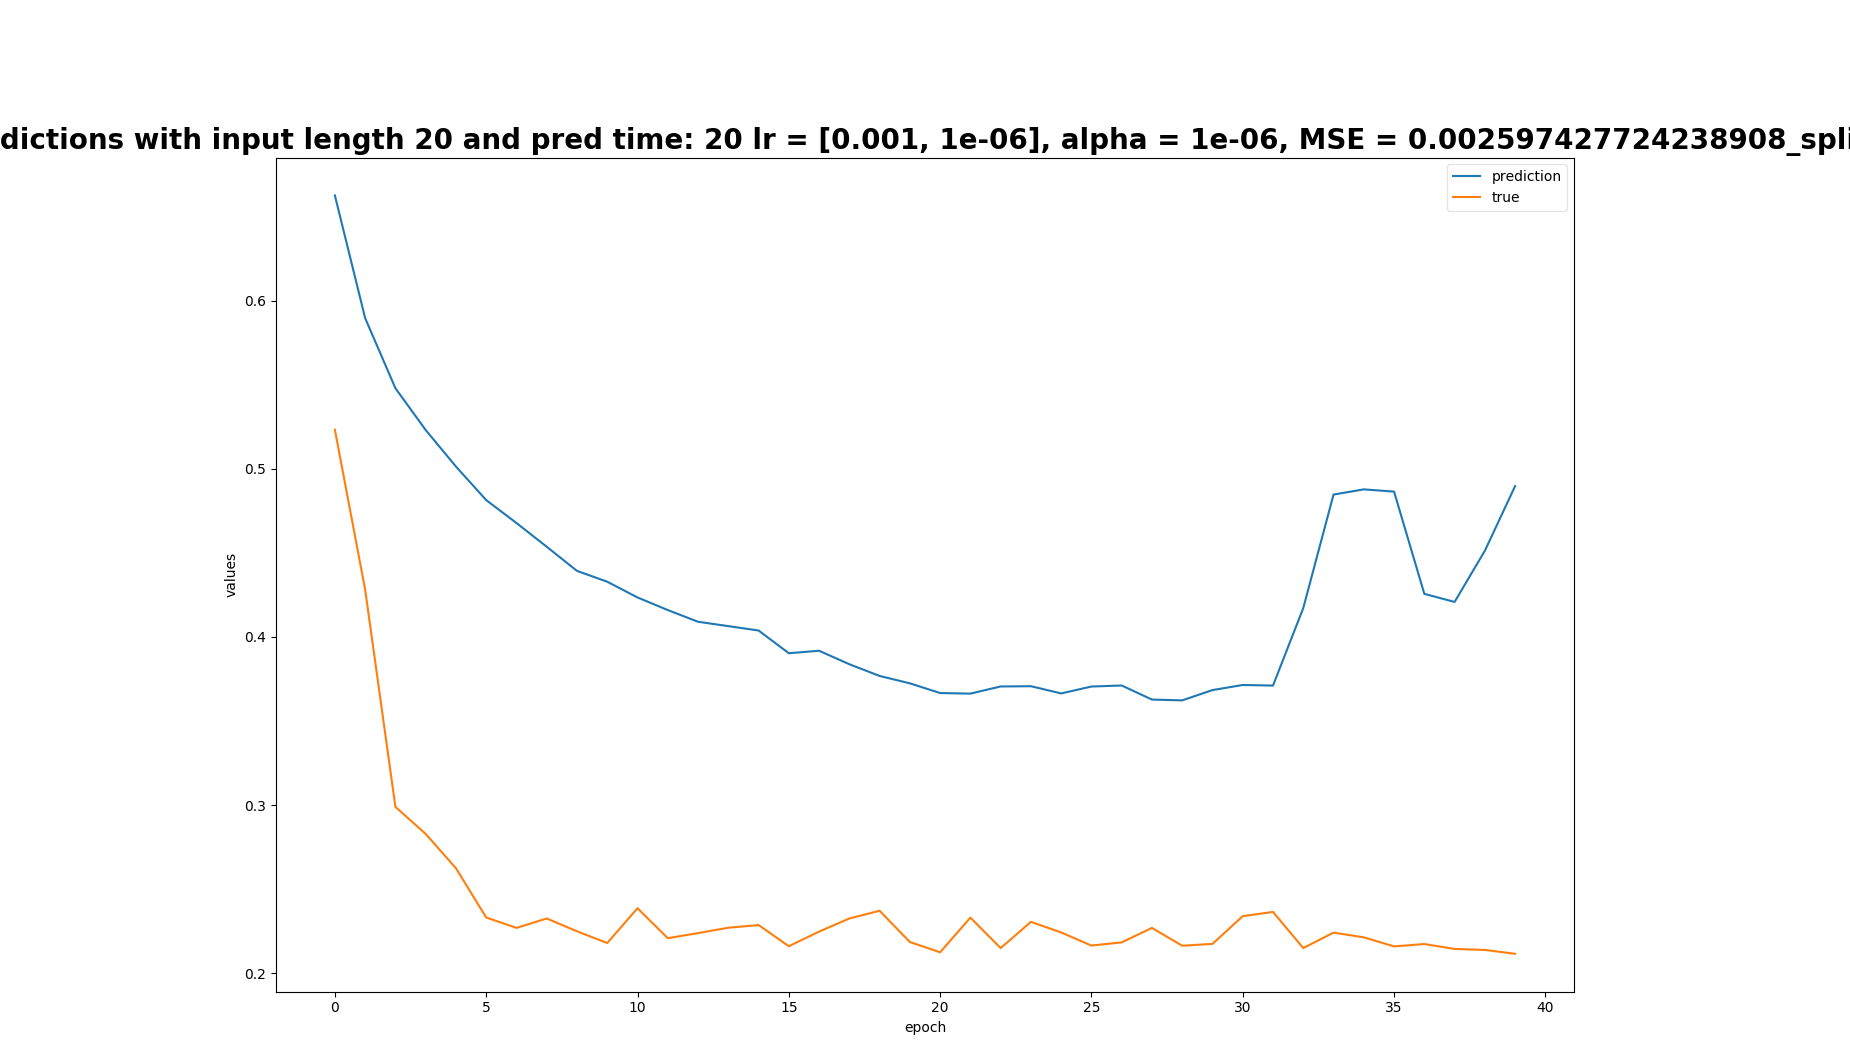 dictions with input length 20 and pred time: 20 lr = [0.001, 1e-06], alpha = 1e-06, MSE = 0.002597427724238908_spli
prediction
true
0.6
0.5
0.4
0.3
0.2
values
0 5 10 15 20 25 30 35 40
epoch